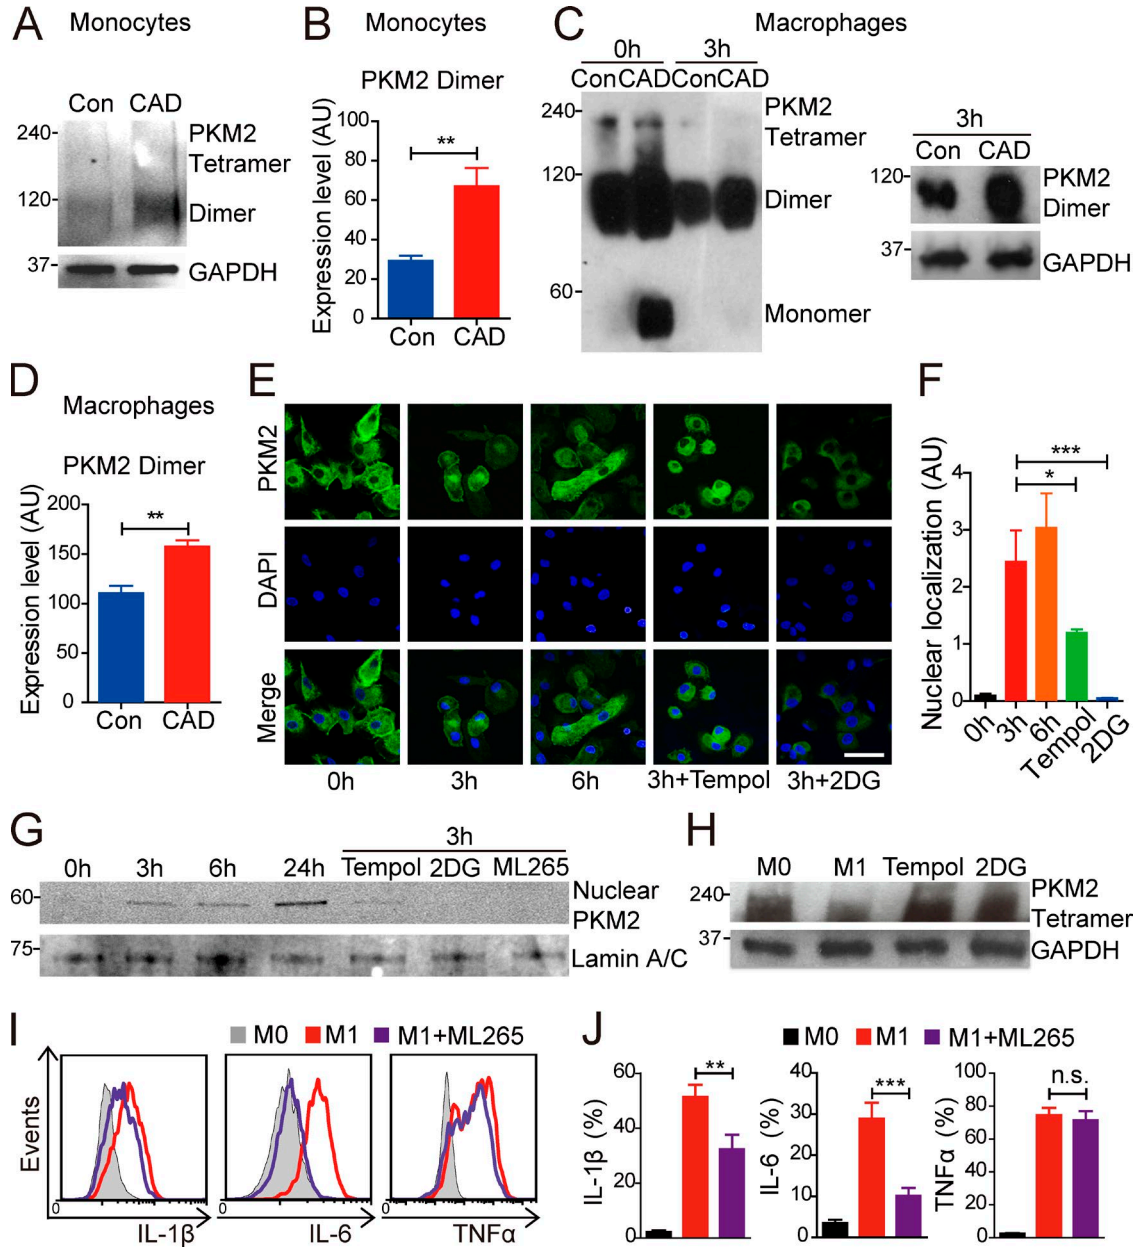 A Monocytes
Con CAD
240-
PKM2
Tetramer
120-
Dimer
37-
GAPDH
B Monocytes
PKM2 Dimer
Expression level (AU)
100
80
60
40
20
0
**
Con CAD
C Macrophages
0h 3h
Con CAD Con CAD
240-
PKM2
Tetramer
120-
Dimer
60-
Monomer
3h
Con CAD
120-
PKM2
Dimer
37-
GAPDH
D
Macrophages
PKM2 Dimer
Expression level (AU)
200
150
100
50
0
**
Con CAD
E
PKM2
DAPI
Merge
0h 3h 6h 3h+Tempol 3h+2DG
F
Nuclear localization (AU)
4
3
2
1
0
***
*
0h 3h 6h Tempol 2DG
G
3h
0h 3h 6h 24h Tempol 2DG ML265
60-
Nuclear
PKM2
75-
Lamin A/C
H
M0 M1 Tempol 2DG
240-
PKM2
Tetramer
37-
GAPDH
I
M0 M1 M1+ML265
Events
0 0 0
IL-1β IL-6 TNFα
J
M0 M1 M1+ML265
IL-1β (%)
60
40
20
0
**
IL-6 (%)
40
30
20
10
0
***
TNFα (%)
100
80
60
40
20
0
n.s.